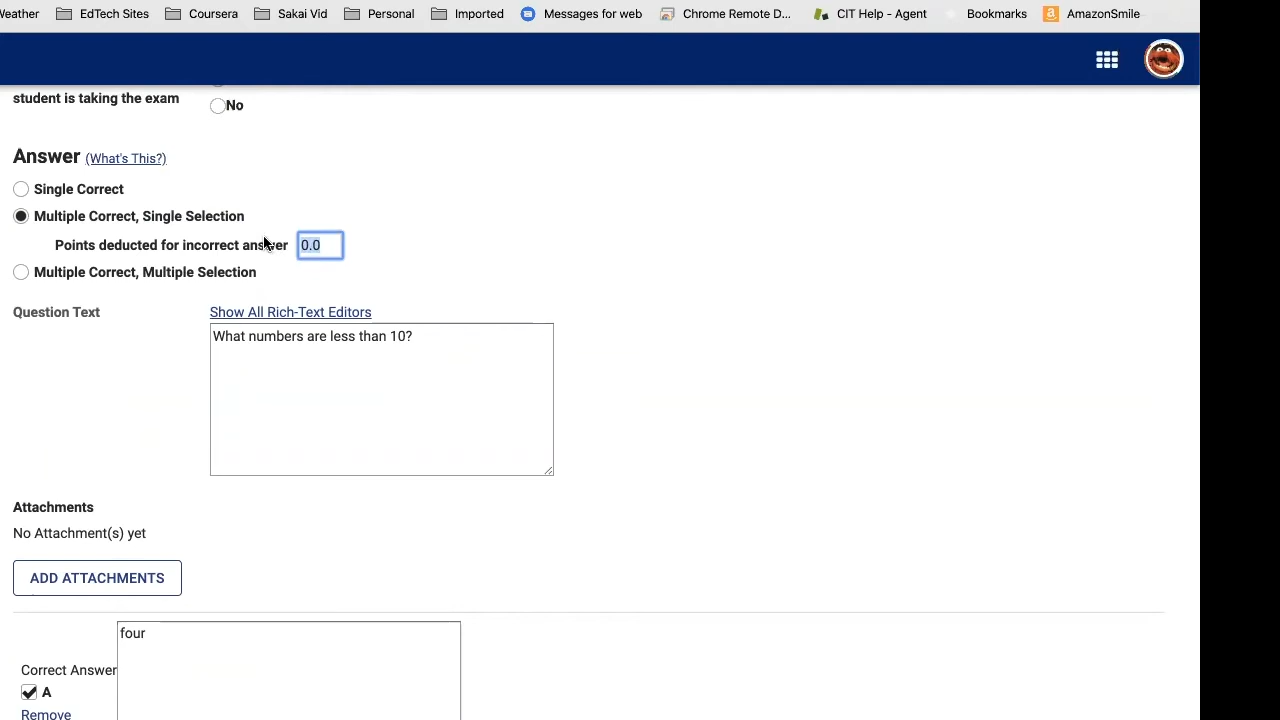 Weather EdTech Sites Coursera Sakai Vid Personal Imported Messages for web Chrome Remote D... CIT Help - Agent Bookmarks AmazonSmile
student is taking the exam
No
Answer (What's This?)
Single Correct
Multiple Correct, Single Selection
Points deducted for incorrect answer 0.0
Multiple Correct, Multiple Selection
Question Text Show All Rich-Text Editors
What numbers are less than 10?
Attachments
No Attachment(s) yet
ADD ATTACHMENTS
four
Correct Answer
A
Remove